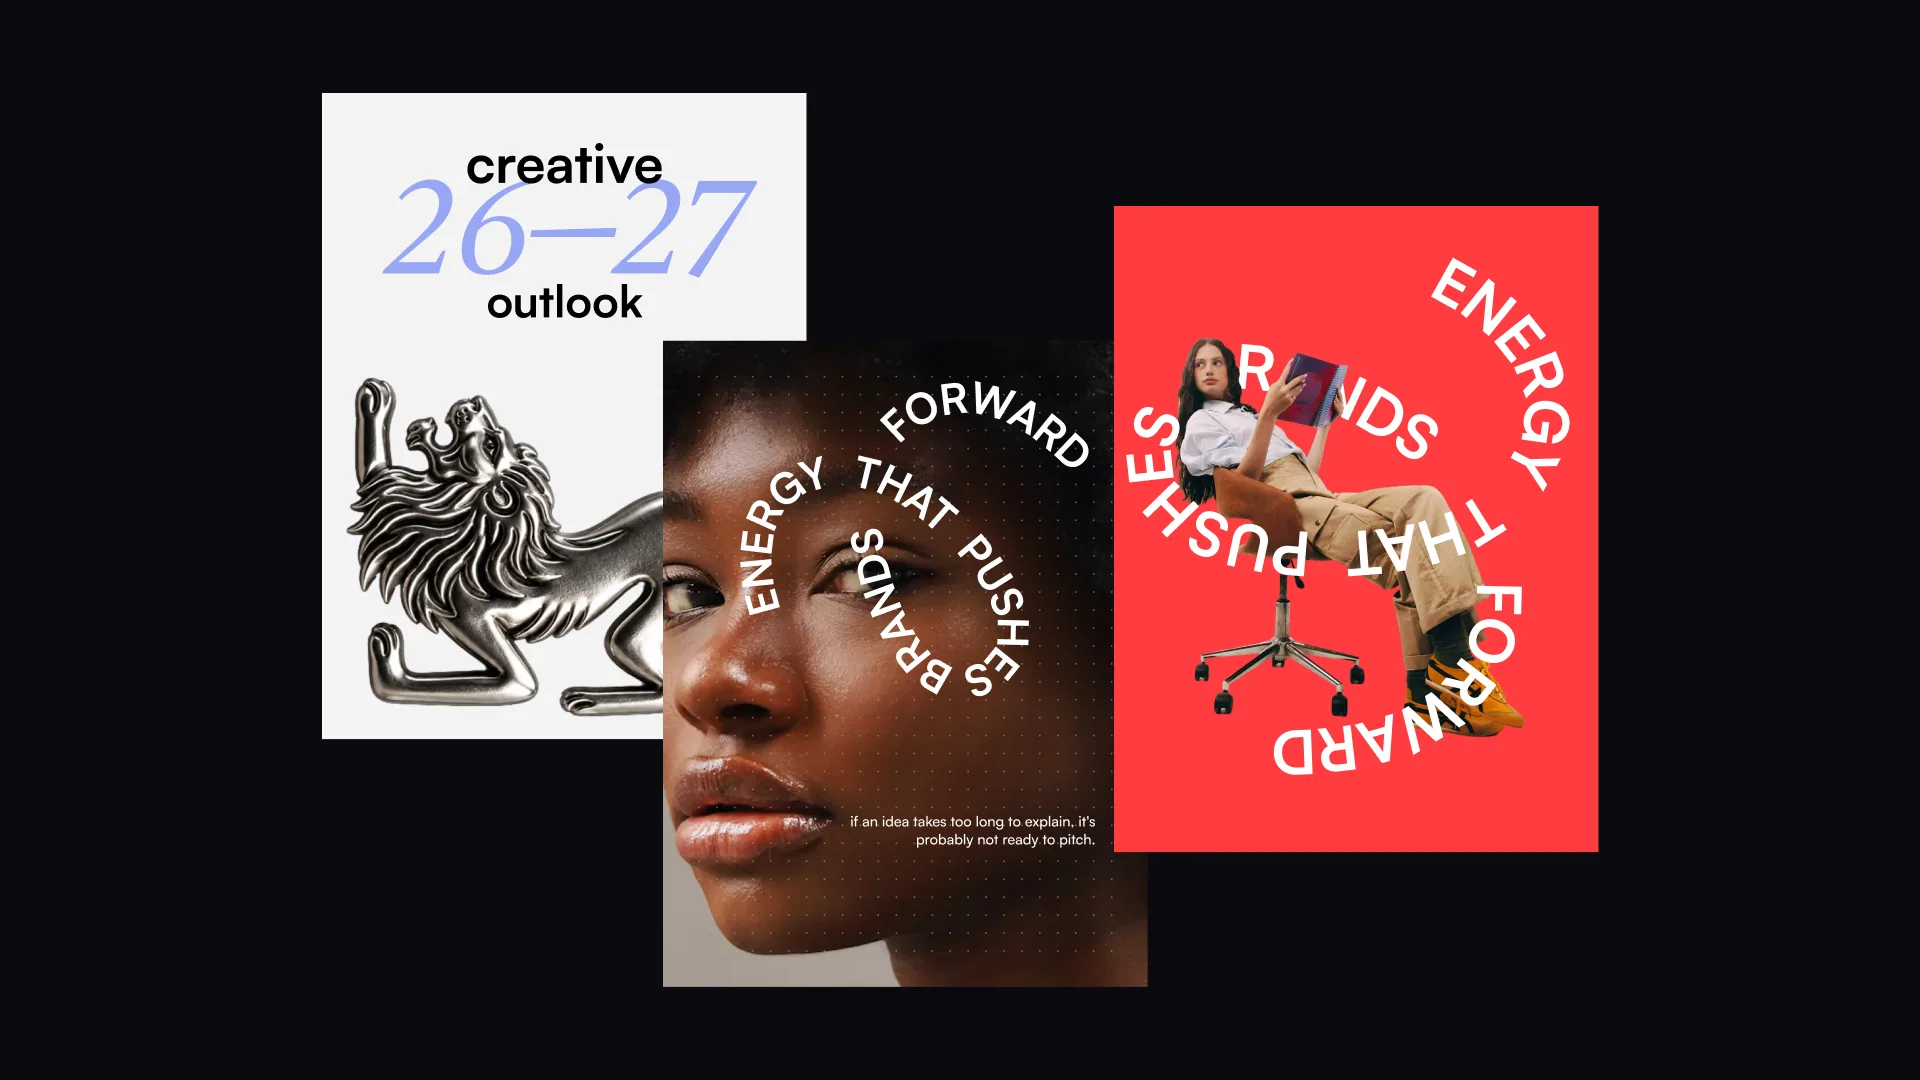 creative
26—27
outlook
ENERGY THAT PUSHES BRANDS FORWARD
if an idea takes too long to explain, it's
probably not ready to pitch.
ENERGY THAT PUSHES R NDS FORWARD